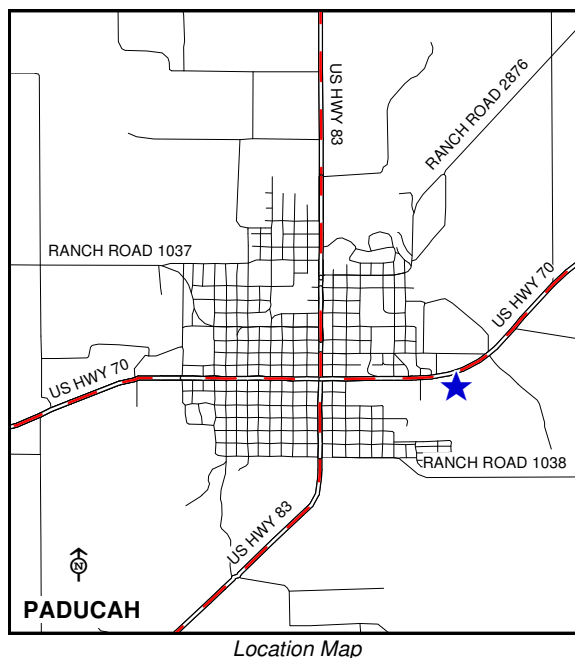 US HWY 83
RANCH ROAD 2876
RANCH ROAD 1037
US HWY 70
US HWY 70
RANCH ROAD 1038
US HWY 83
N
PADUCAH
Location Map